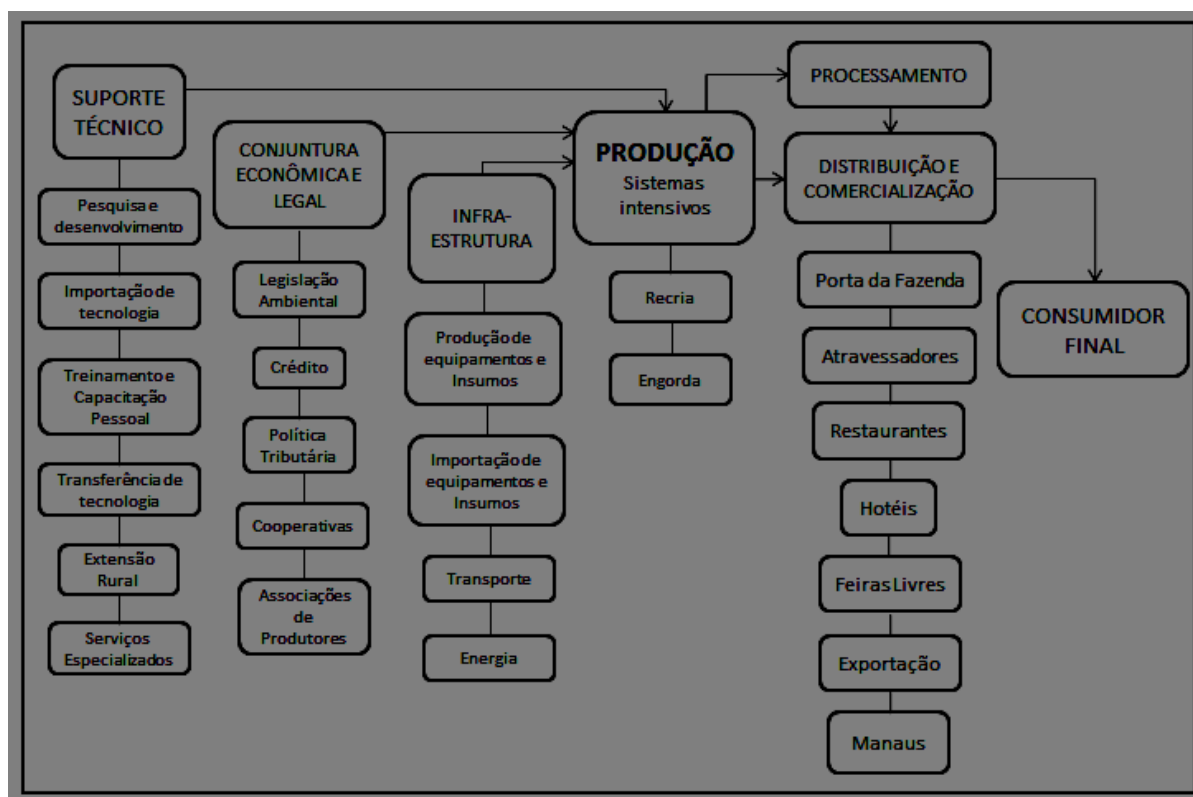 SUPORTE
TÉCNICO
Pesquisa e
desenvolvimento
Importação de
tecnologia
Treinamento e
Capacitação
Pessoal
Transferência de
tecnologia
Extensão
Rural
Serviços
Especializados
CONJUNTURA
ECONÔMICA E
LEGAL
Legislação
Ambiental
Crédito
Política
Tributária
Cooperativas
Associações
de
Produtores
INFRA-
ESTRUTURA
Produção de
equipamentos e
Insumos
Importação de
equipamentos e
Insumos
Transporte
Energia
PRODUÇÃO
Sistemas
intensivos
Recria
Engorda
PROCESSAMENTO
DISTRIBUIÇÃO E
COMERCIALIZAÇÃO
Porta da Fazenda
Atravessadores
Restaurantes
Hotéis
Feiras Livres
Exportação
Manaus
CONSUMIDOR
FINAL